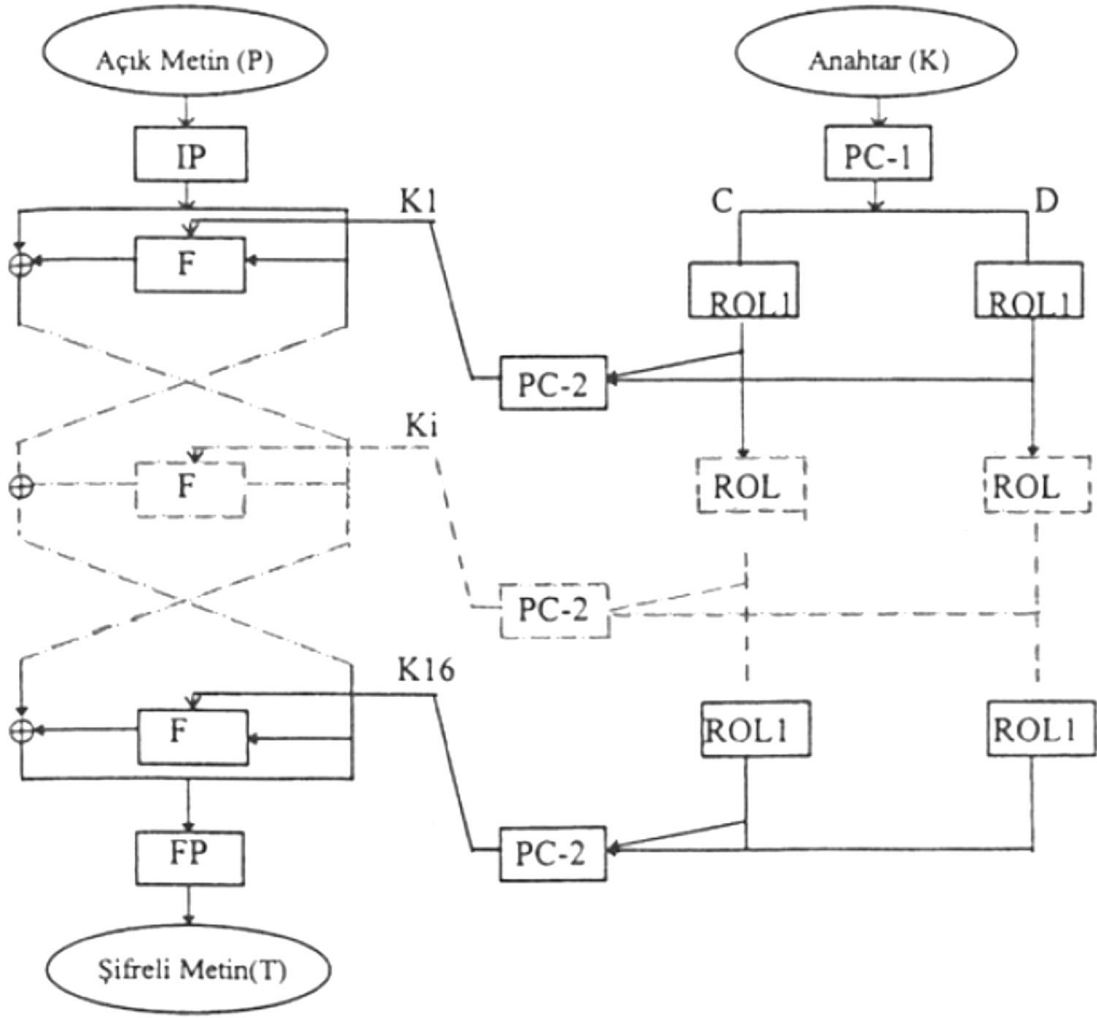 Açık Metin (P)
Anahtar (K)
IP
PC-1
K1
C
D
F
ROL1
ROL1
PC-2
Ki
F
ROL
ROL
PC-2
K16
F
ROL1
ROL1
FP
PC-2
Şifreli Metin(T)